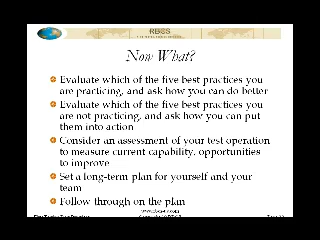 RBCS
Now What?
Evaluate which of the five best practices you
are practicing, and ask how you can do better
Evaluate which of the five best practices you
are not practicing, and ask how you can put
them into action
Consider an assessment of your test operation
to measure current capability, opportunities
to improve
Set a long-term plan for yourself and your
team
Follow through on the plan